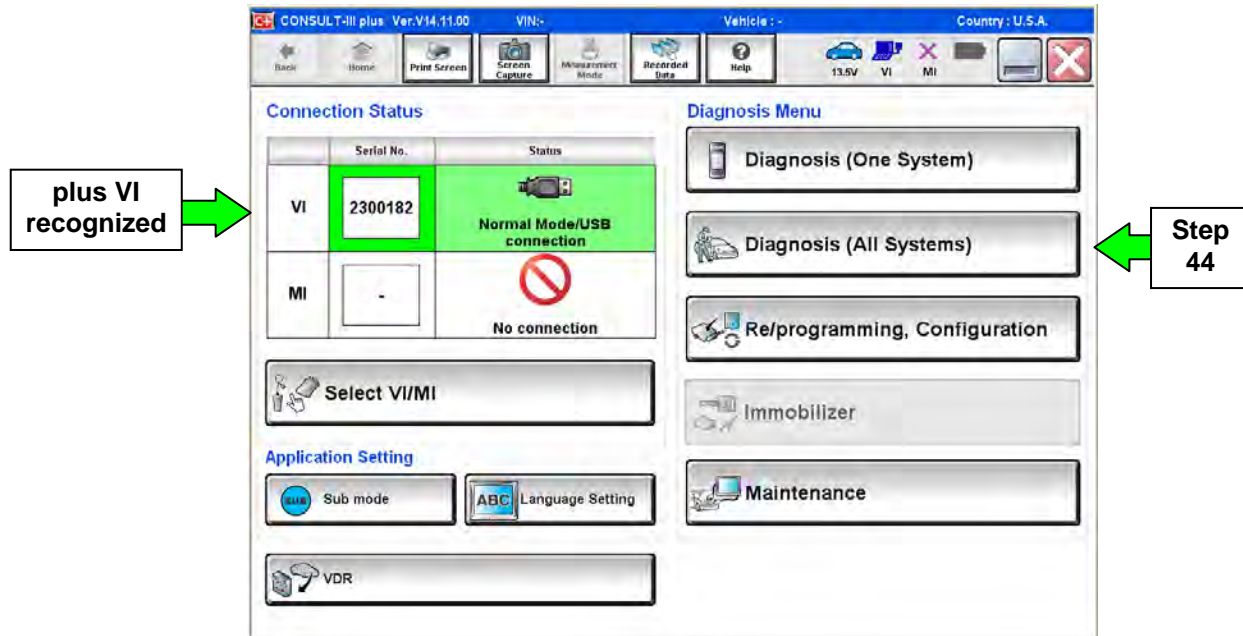 CONSULT-III plus Ver.V14.11.00 VIN:- Vehicle : - Country : U.S.A.
Back
Home
Print Screen
Screen
Capture
Measurement
Mode
Recorded
Data
Help
13.5V
VI
MI
Connection Status
Serial No. Status
VI
2300182
Normal Mode/USB
connection
MI
-
No connection
Select VI/MI
Application Setting
SUB
Sub mode
ABC
Language Setting
VDR
Diagnosis Menu
Diagnosis (One System)
Diagnosis (All Systems)
Re/programming, Configuration
Immobilizer
Maintenance
plus VI
recognized
Step
44